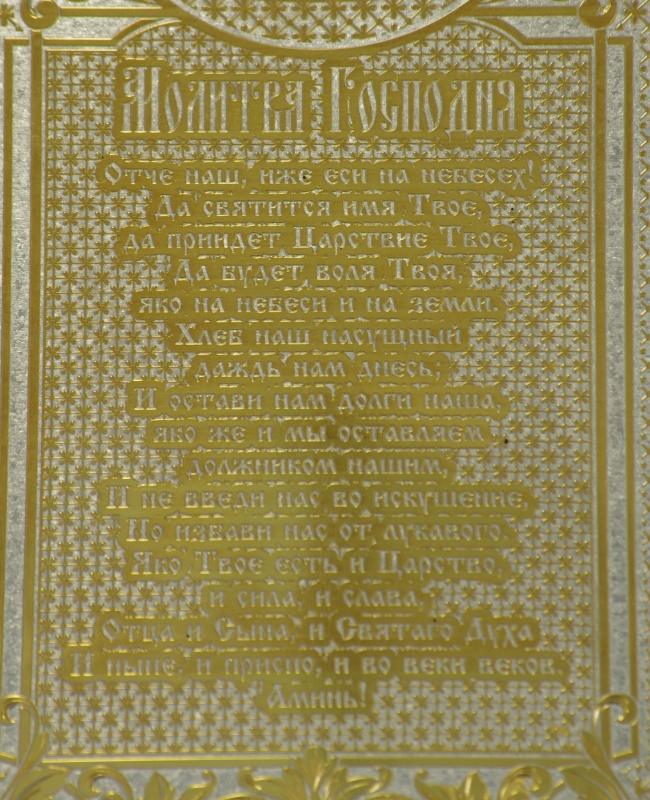 Молитва Господня
Отче наш, иже еси на небесех!
Да святится имя Твое,
да приидет Царствие Твое,
Да будет воля Твоя,
яко на небеси и на земли.
Хлеб наш насущный
даждь нам днесь;
И остави нам долги наша,
яко же и мы оставляем
должником нашим,
И не введи нас во искушение,
Но избави нас от лукавого.
Яко Твое есть и Царство,
и сила, и слава,
Отца и Сына, и Святаго Духа
И ныне, и присно, и во веки веков.
Аминь!